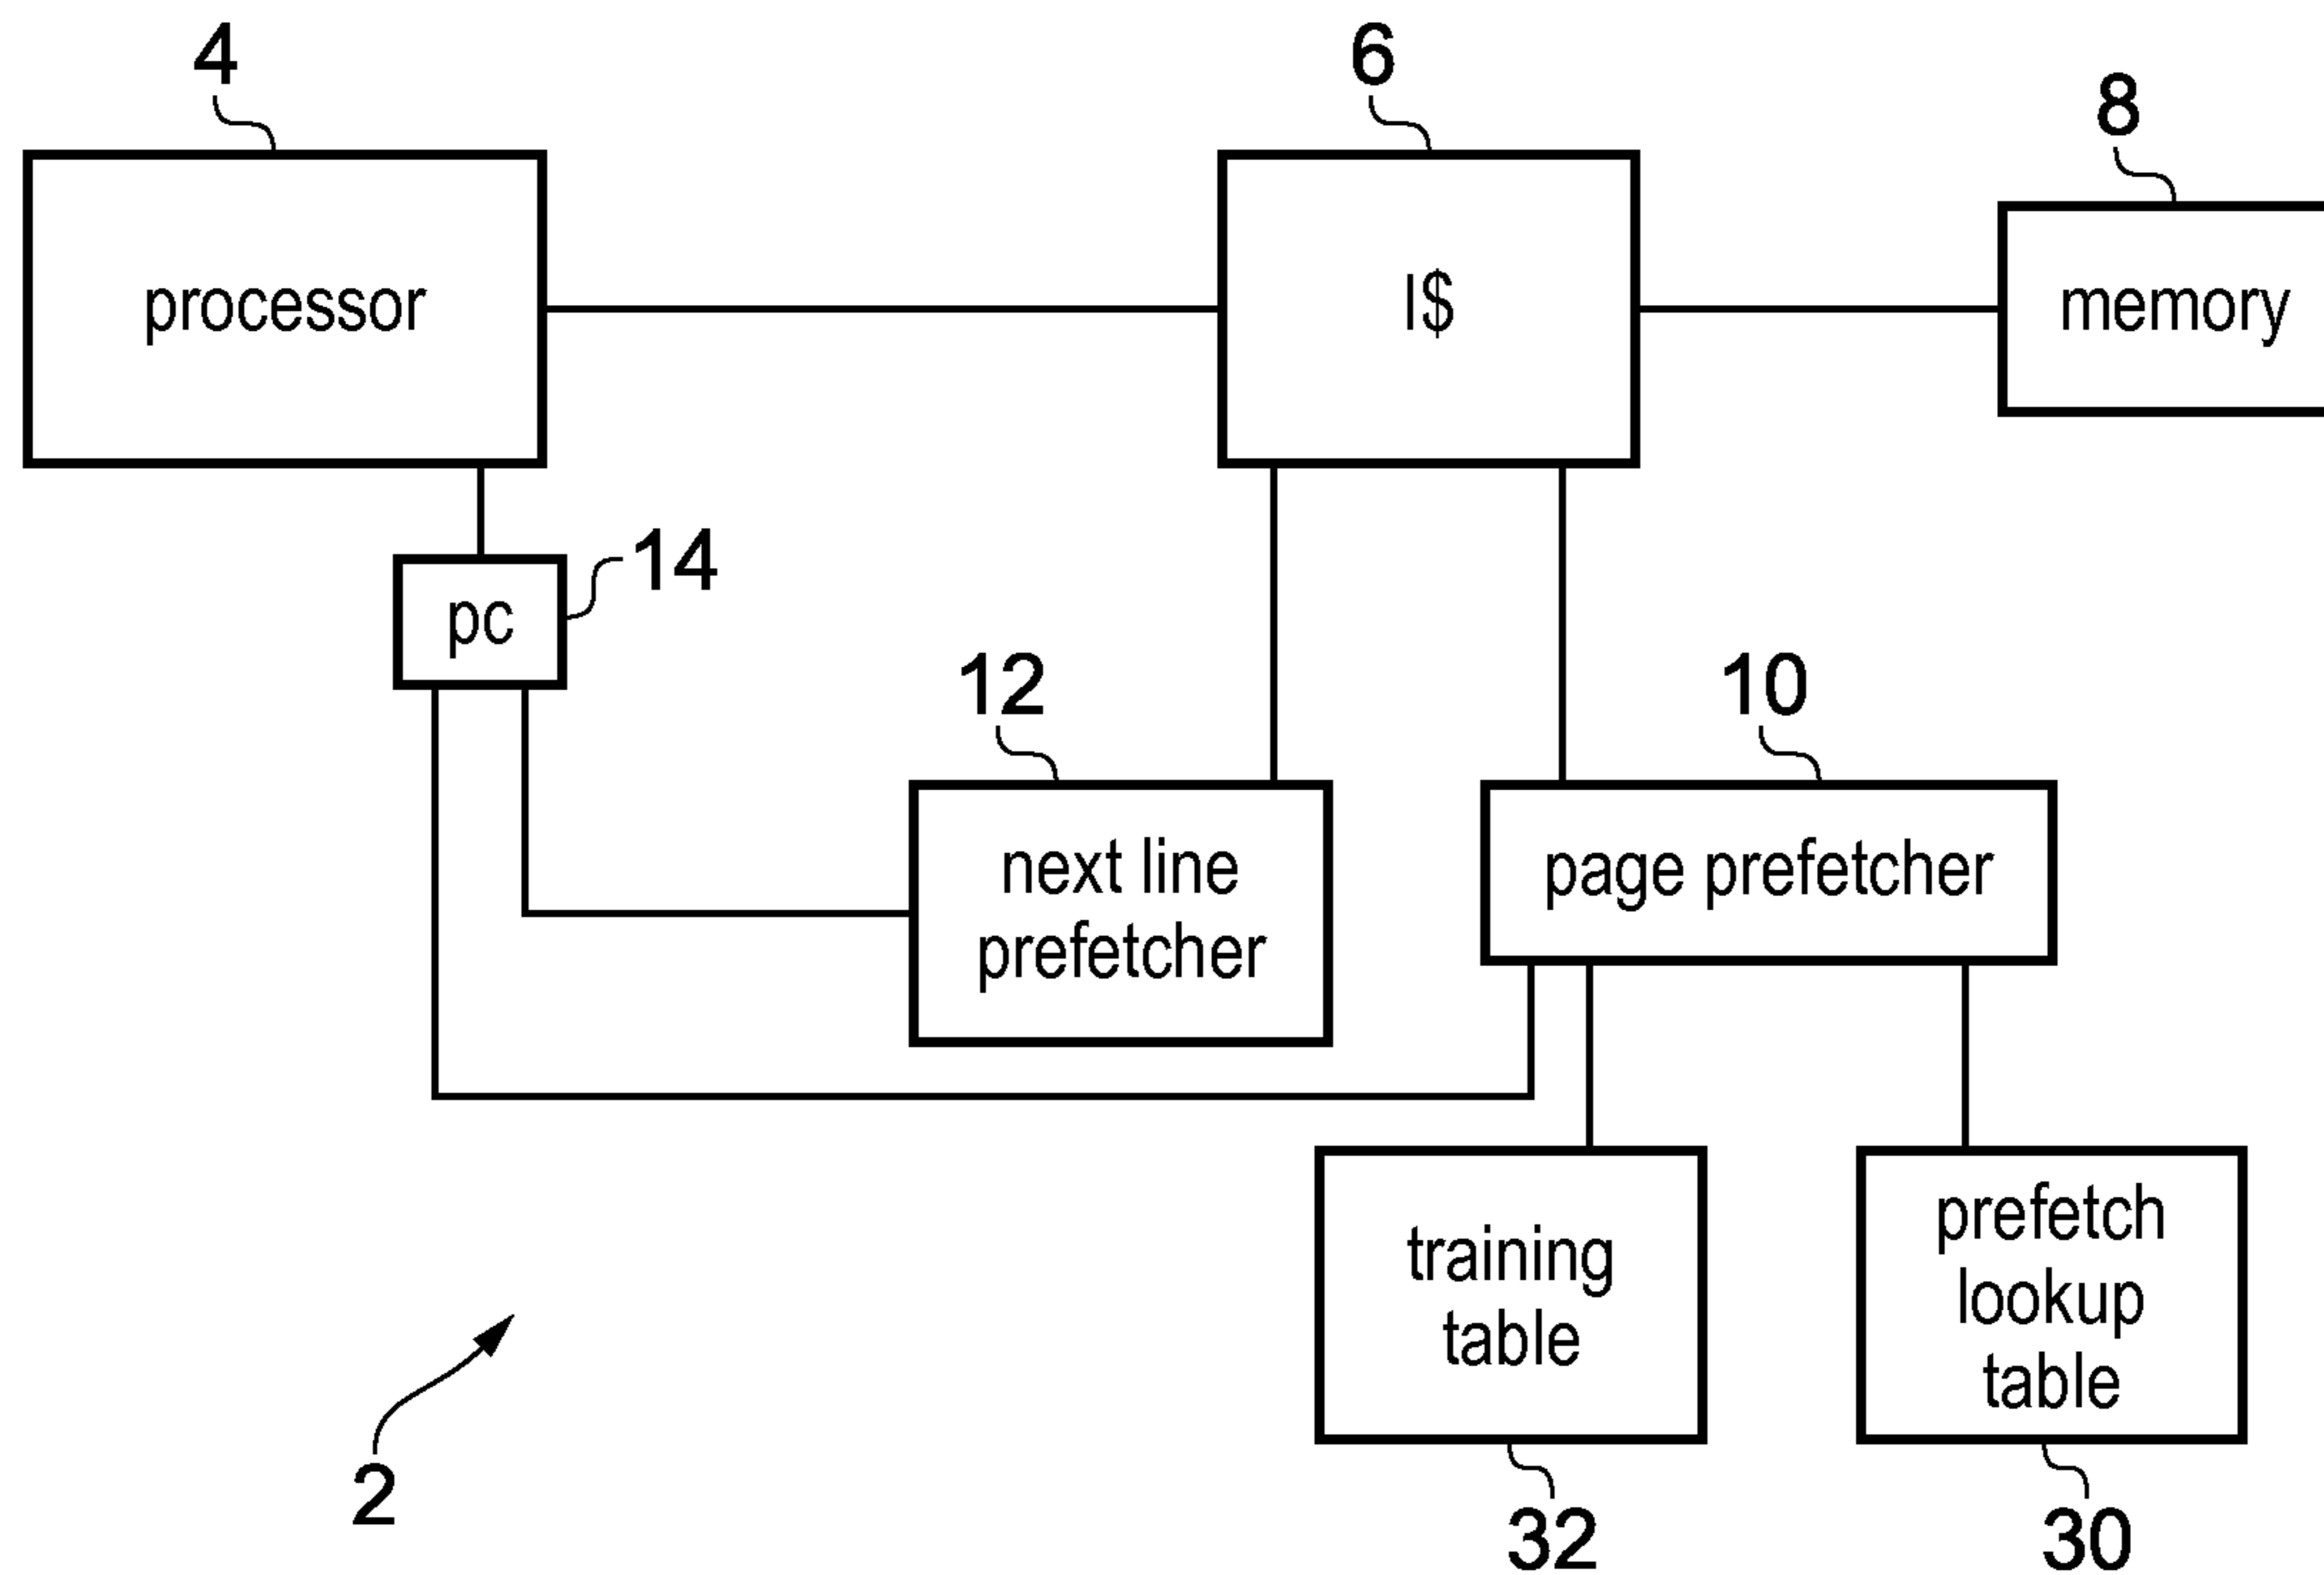 4
6
8
processor
I$
memory
14
pc
12
10
next line
prefetcher
page prefetcher
training
table
prefetch
lookup
table
2
32
30